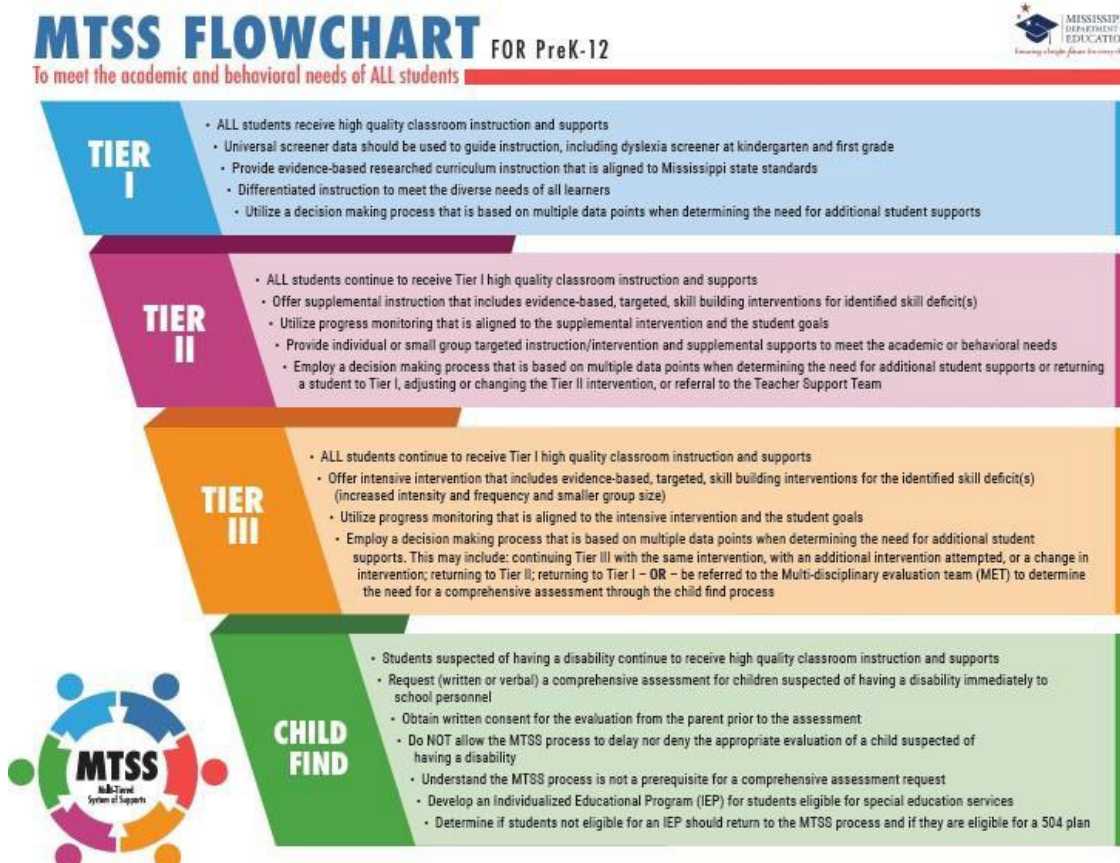 MTSS FLOWCHART FOR PreK-12
To meet the academic and behavioral needs of ALL students
MISSISSIP
DEPARTMENT
EDUCATIO
TIER
I
• ALL students receive high quality classroom instruction and supports
• Universal screener data should be used to guide instruction, including dyslexia screener at kindergarten and first grade
• Provide evidence-based researched curriculum instruction that is aligned to Mississippi state standards
• Differentiated instruction to meet the diverse needs of all learners
• Utilize a decision making process that is based on multiple data points when determining the need for additional student supports
TIER
II
• ALL students continue to receive Tier I high quality classroom instruction and supports
• Offer supplemental instruction that includes evidence-based, targeted, skill building interventions for identified skill deficit(s)
• Utilize progress monitoring that is aligned to the supplemental intervention and the student goals
• Provide individual or small group targeted instruction/intervention and supplemental supports to meet the academic or behavioral needs
• Employ a decision making process that is based on multiple data points when determining the need for additional student supports or returning
a student to Tier I, adjusting or changing the Tier II intervention, or referral to the Teacher Support Team
TIER
III
• ALL students continue to receive Tier I high quality classroom instruction and supports
• Offer intensive intervention that includes evidence-based, targeted, skill building interventions for the identified skill deficit(s)
(increased intensity and frequency and smaller group size)
• Utilize progress monitoring that is aligned to the intensive intervention and the student goals
• Employ a decision making process that is based on multiple data points when determining the need for additional student
supports. This may include: continuing Tier III with the same intervention, with an additional intervention attempted, or a change in
intervention; returning to Tier II; returning to Tier I – OR – be referred to the Multi-disciplinary evaluation team (MET) to determine
the need for a comprehensive assessment through the child find process
CHILD
FIND
• Students suspected of having a disability continue to receive high quality classroom instruction and supports
• Request (written or verbal) a comprehensive assessment for children suspected of having a disability immediately to
school personnel
• Obtain written consent for the evaluation from the parent prior to the assessment
• Do NOT allow the MTSS process to delay nor deny the appropriate evaluation of a child suspected of
having a disability
• Understand the MTSS process is not a prerequisite for a comprehensive assessment request
• Develop an Individualized Educational Program (IEP) for students eligible for special education services
• Determine if students not eligible for an IEP should return to the MTSS process and if they are eligible for a 504 plan
MTSS
Multi-Tiered
System of Supports